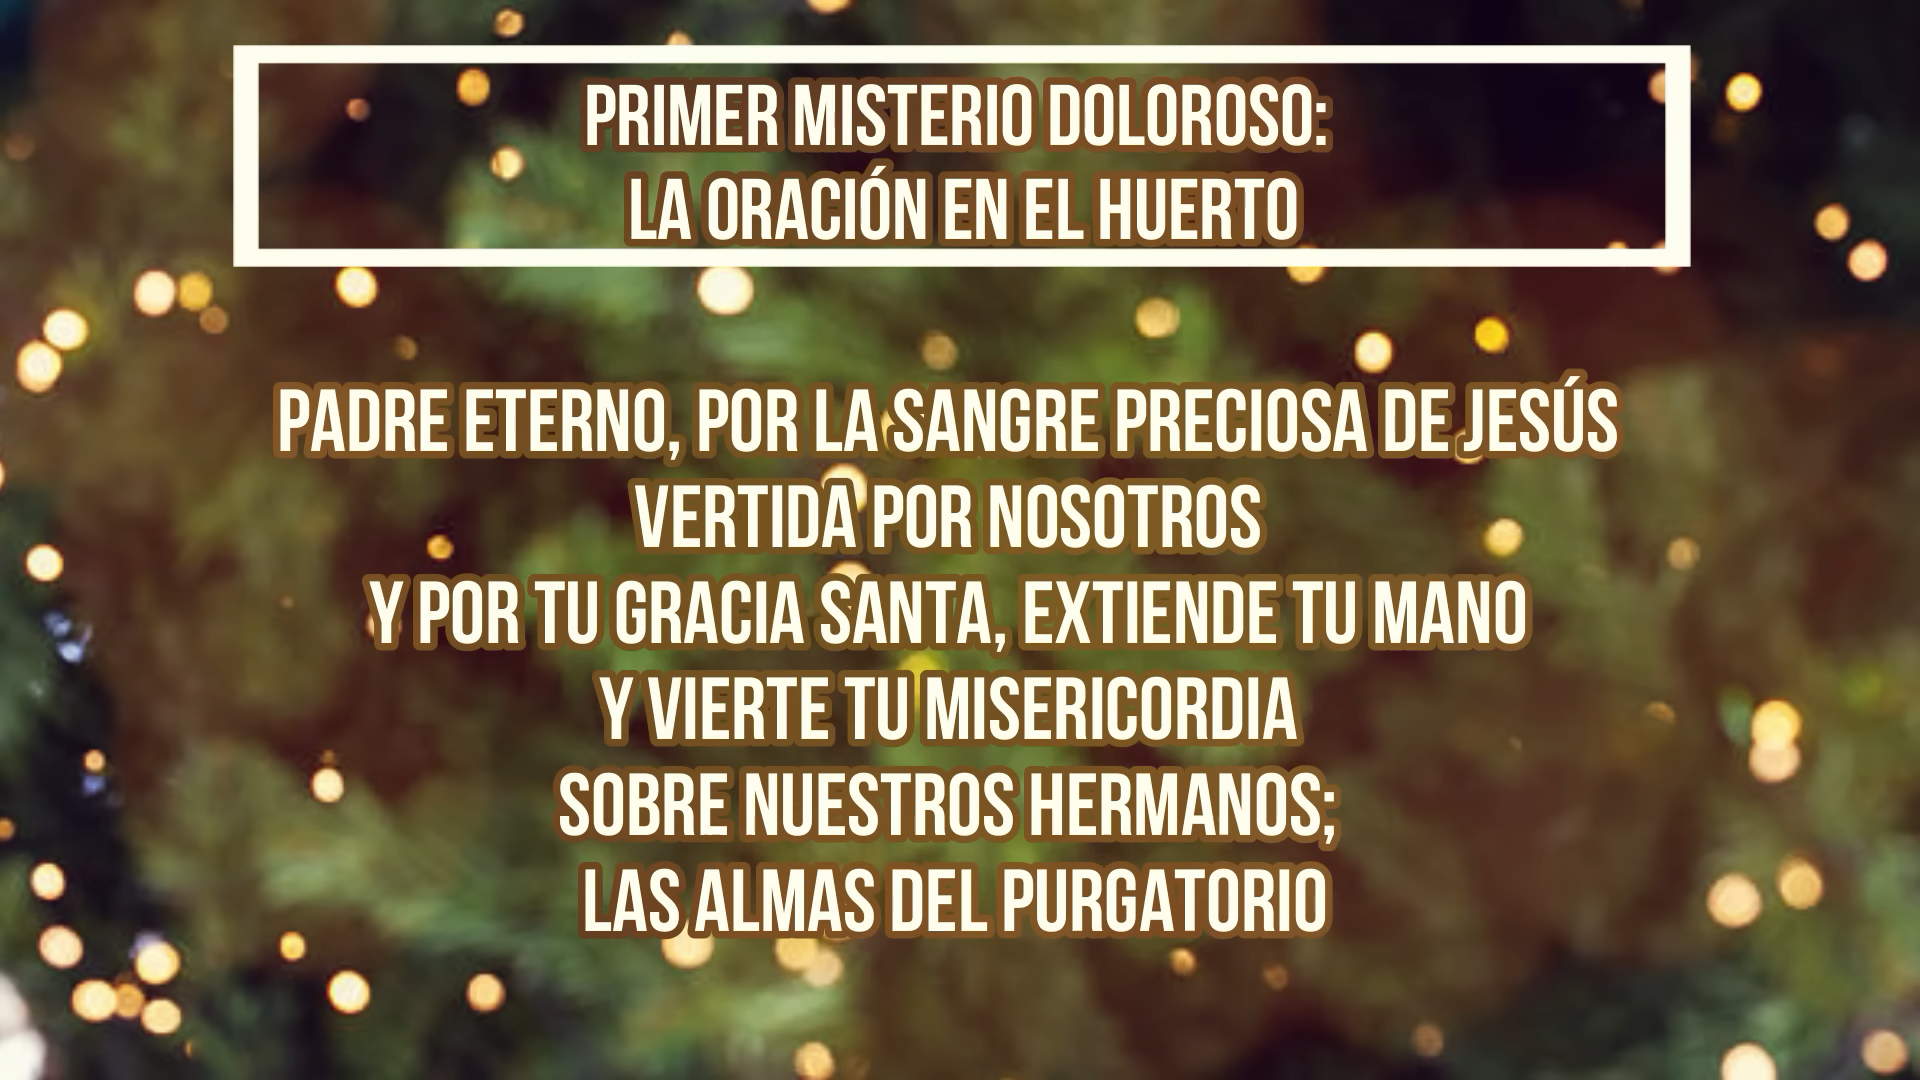 PRIMER MISTERIO DOLOROSO:
LA ORACIÓN EN EL HUERTO
PADRE ETERNO, POR LA SANGRE PRECIOSA DE JESÚS
VERTIDA POR NOSOTROS
Y POR TU GRACIA SANTA, EXTIENDE TU MANO
Y VIERTE TU MISERICORDIA
SOBRE NUESTROS HERMANOS;
LAS ALMAS DEL PURGATORIO